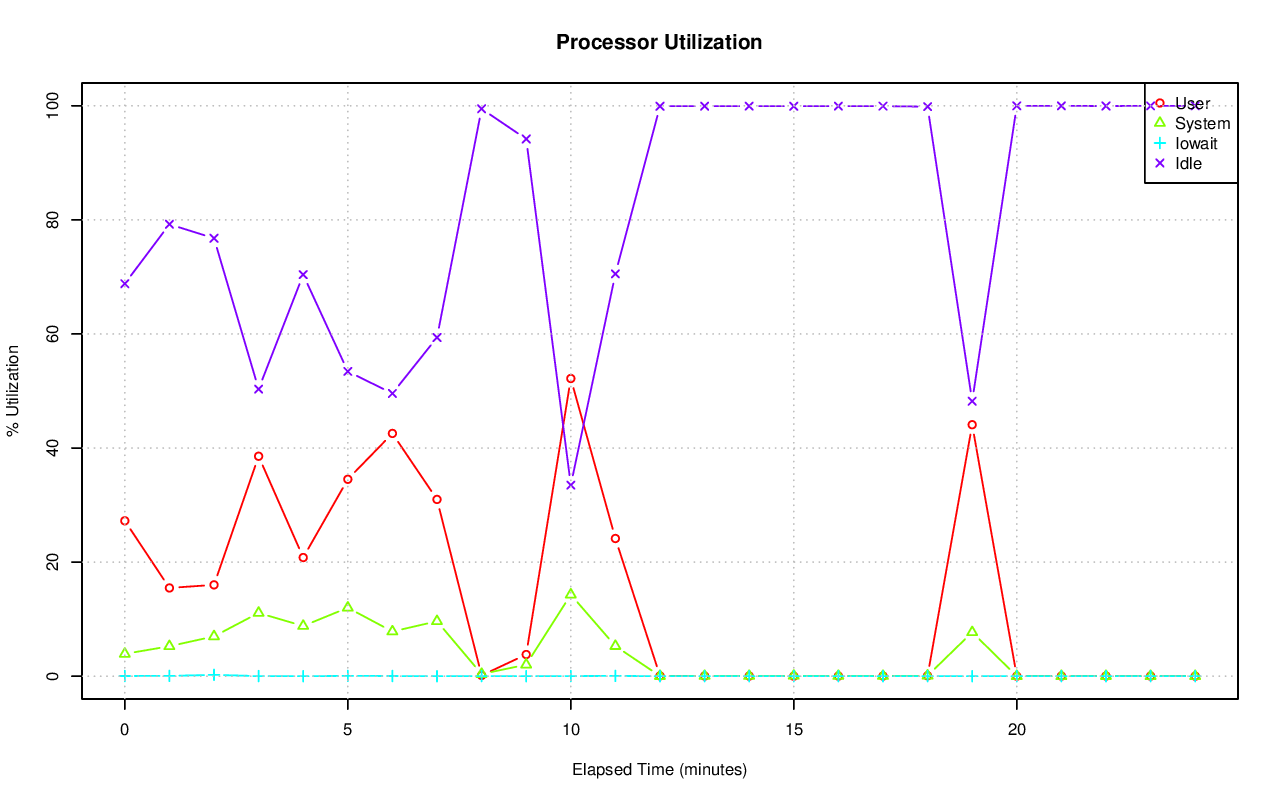 Processor Utilization
% Utilization
100
80
60
40
20
0
User
System
Iowait
Idle
0 5 10 15 20
Elapsed Time (minutes)